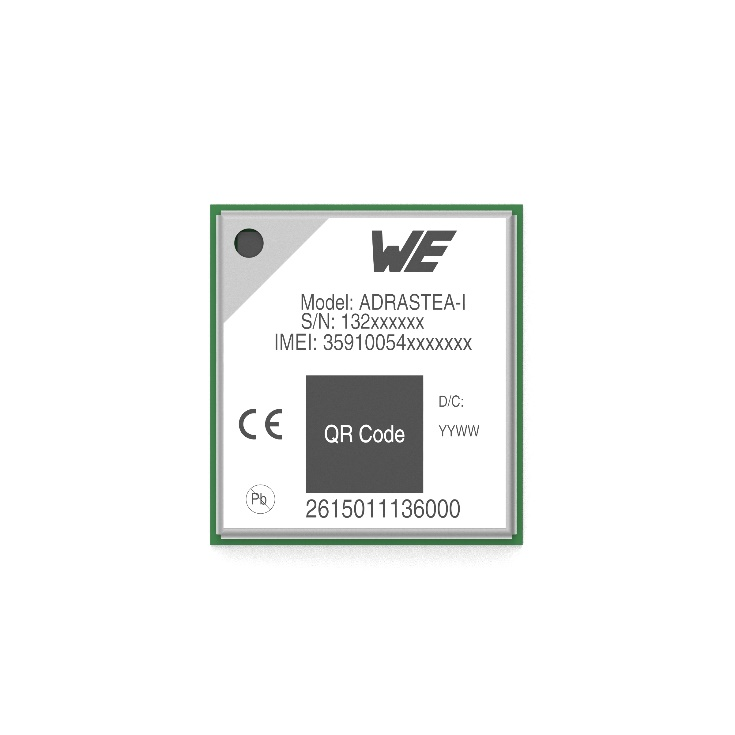 WE
Model: ADRASTEA-I
S/N: 132xxxxxx
IMEI: 35910054xxxxxxx
QR Code
D/C:
YYWW
CE
Pb
2615011136000